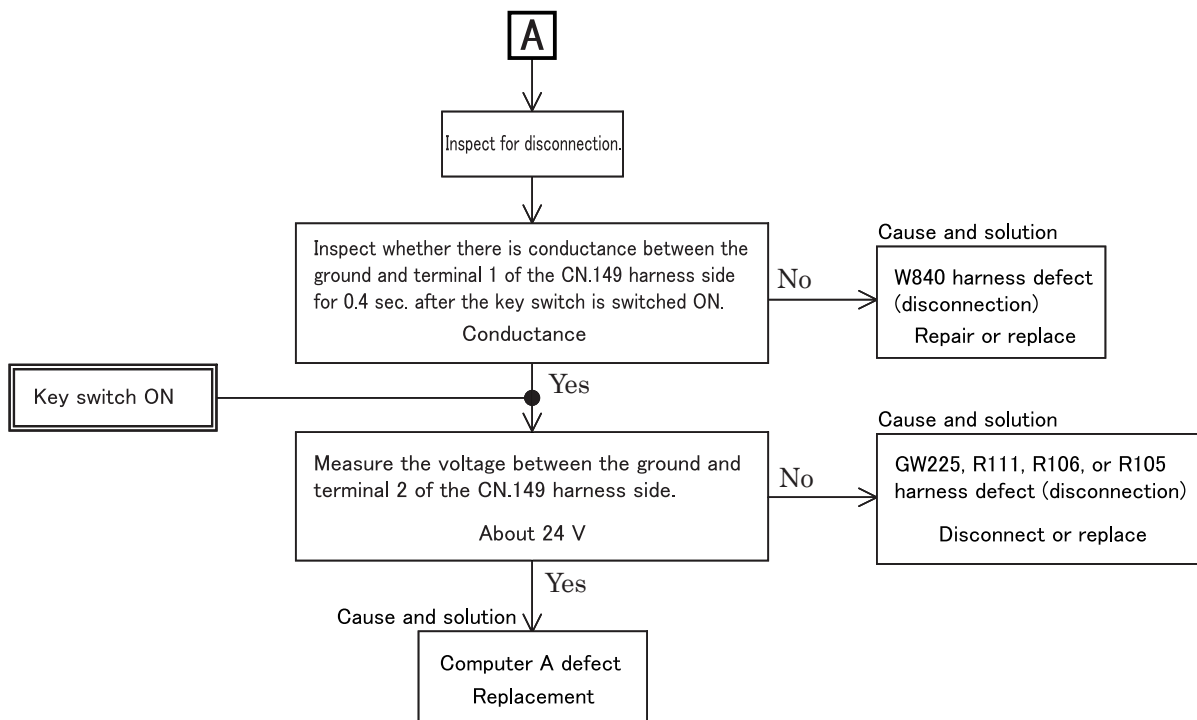 A
Inspect for disconnection.
Inspect whether there is conductance between the
ground and terminal 1 of the CN.149 harness side
for 0.4 sec. after the key switch is switched ON.
Conductance
No
Cause and solution
W840 harness defect
(disconnection)
Repair or replace
Yes
Key switch ON
Measure the voltage between the ground and
terminal 2 of the CN.149 harness side.
About 24 V
No
Cause and solution
GW225, R111, R106, or R105
harness defect (disconnection)
Disconnect or replace
Yes
Cause and solution
Computer A defect
Replacement